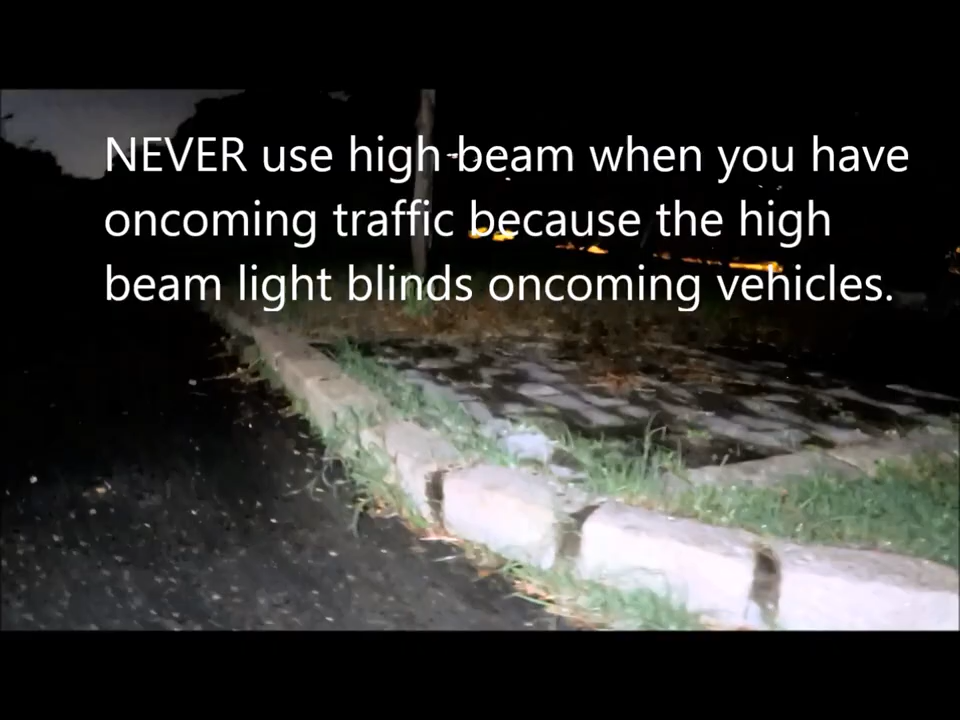 NEVER use high beam when you have
oncoming traffic because the high
beam light blinds oncoming vehicles.